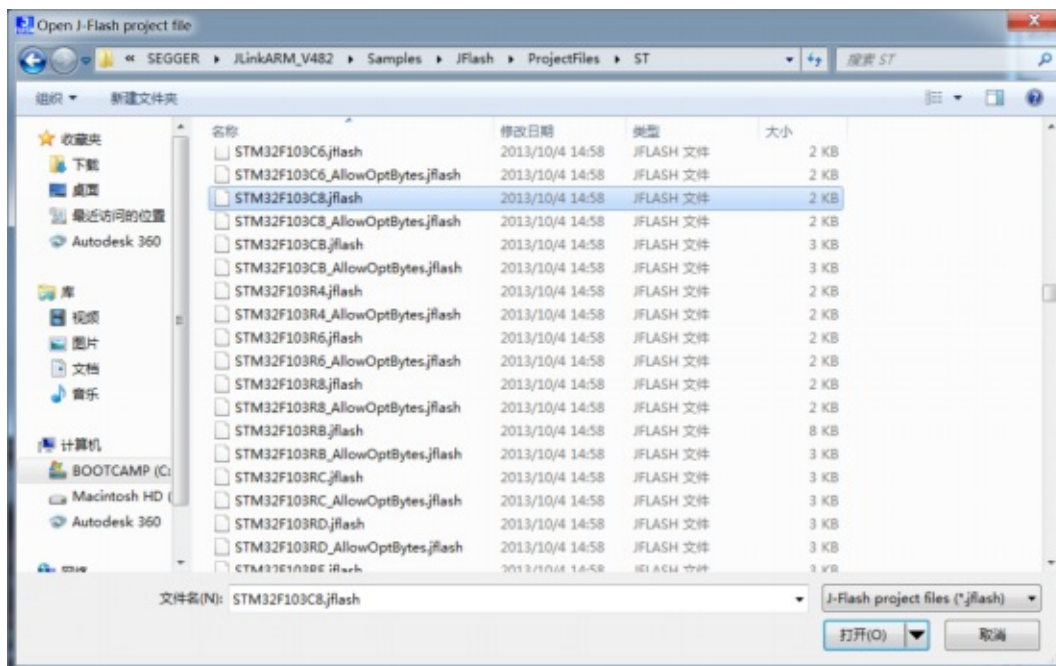 Open J-Flash project file
« SEGGER ▸ JLinkARM_V482 ▸ Samples ▸ JFlash ▸ ProjectFiles ▸ ST 搜索 ST
组织 新建文件夹
名称 修改日期 类型 大小
收藏夹
下载
桌面
最近访问的位置
Autodesk 360
库
视频
图片
文档
音乐
计算机
BOOTCAMP (C:
Macintosh HD (
Autodesk 360
网络
STM32F103C6.jflash 2013/10/4 14:58 JFLASH 文件 2 KB
STM32F103C6_AllowOptBytes.jflash 2013/10/4 14:58 JFLASH 文件 2 KB
STM32F103C8.jflash 2013/10/4 14:58 JFLASH 文件 2 KB
STM32F103C8_AllowOptBytes.jflash 2013/10/4 14:58 JFLASH 文件 2 KB
STM32F103CB.jflash 2013/10/4 14:58 JFLASH 文件 3 KB
STM32F103CB_AllowOptBytes.jflash 2013/10/4 14:58 JFLASH 文件 3 KB
STM32F103R4.jflash 2013/10/4 14:58 JFLASH 文件 2 KB
STM32F103R4_AllowOptBytes.jflash 2013/10/4 14:58 JFLASH 文件 2 KB
STM32F103R6.jflash 2013/10/4 14:58 JFLASH 文件 2 KB
STM32F103R6_AllowOptBytes.jflash 2013/10/4 14:58 JFLASH 文件 2 KB
STM32F103R8.jflash 2013/10/4 14:58 JFLASH 文件 2 KB
STM32F103R8_AllowOptBytes.jflash 2013/10/4 14:58 JFLASH 文件 2 KB
STM32F103RB.jflash 2013/10/4 14:58 JFLASH 文件 8 KB
STM32F103RB_AllowOptBytes.jflash 2013/10/4 14:58 JFLASH 文件 3 KB
STM32F103RC.jflash 2013/10/4 14:58 JFLASH 文件 3 KB
STM32F103RC_AllowOptBytes.jflash 2013/10/4 14:58 JFLASH 文件 3 KB
STM32F103RD.jflash 2013/10/4 14:58 JFLASH 文件 3 KB
STM32F103RD_AllowOptBytes.jflash 2013/10/4 14:58 JFLASH 文件 3 KB
STM32F103RE.jflash 2013/10/4 14:58 JFLASH 文件 3 KB
文件名(N): STM32F103C8.jflash J-Flash project files (*.jflash)
打开(O) 取消